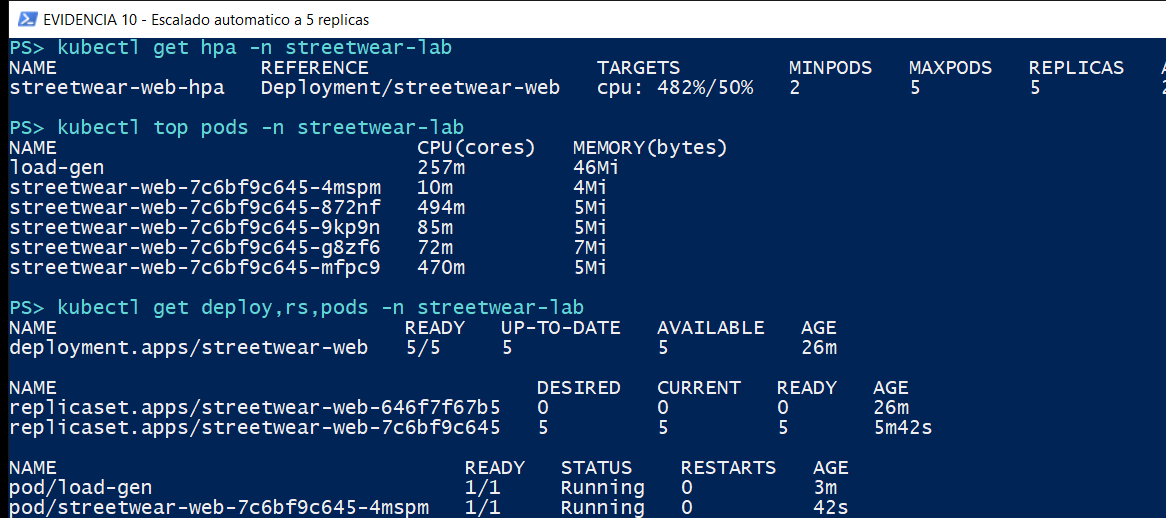 EVIDENCIA 10 - Escalado automatico a 5 replicas
PS> kubectl get hpa -n streetwear-lab
NAME REFERENCE TARGETS MINPODS MAXPODS REPLICAS
streetwear-web-hpa Deployment/streetwear-web cpu: 482%/50% 2 5 5
PS> kubectl top pods -n streetwear-lab
NAME CPU(cores) MEMORY(bytes)
load-gen 257m 46Mi
streetwear-web-7c6bf9c645-4mspm 10m 4Mi
streetwear-web-7c6bf9c645-872nf 494m 5Mi
streetwear-web-7c6bf9c645-9kp9n 85m 5Mi
streetwear-web-7c6bf9c645-g8zf6 72m 7Mi
streetwear-web-7c6bf9c645-mfpc9 470m 5Mi
PS> kubectl get deploy,rs,pods -n streetwear-lab
NAME READY UP-TO-DATE AVAILABLE AGE
deployment.apps/streetwear-web 5/5 5 5 26m
NAME DESIRED CURRENT READY AGE
replicaset.apps/streetwear-web-646f7f67b5 0 0 0 26m
replicaset.apps/streetwear-web-7c6bf9c645 5 5 5 5m42s
NAME READY STATUS RESTARTS AGE
pod/load-gen 1/1 Running 0 3m
pod/streetwear-web-7c6bf9c645-4mspm 1/1 Running 0 42s